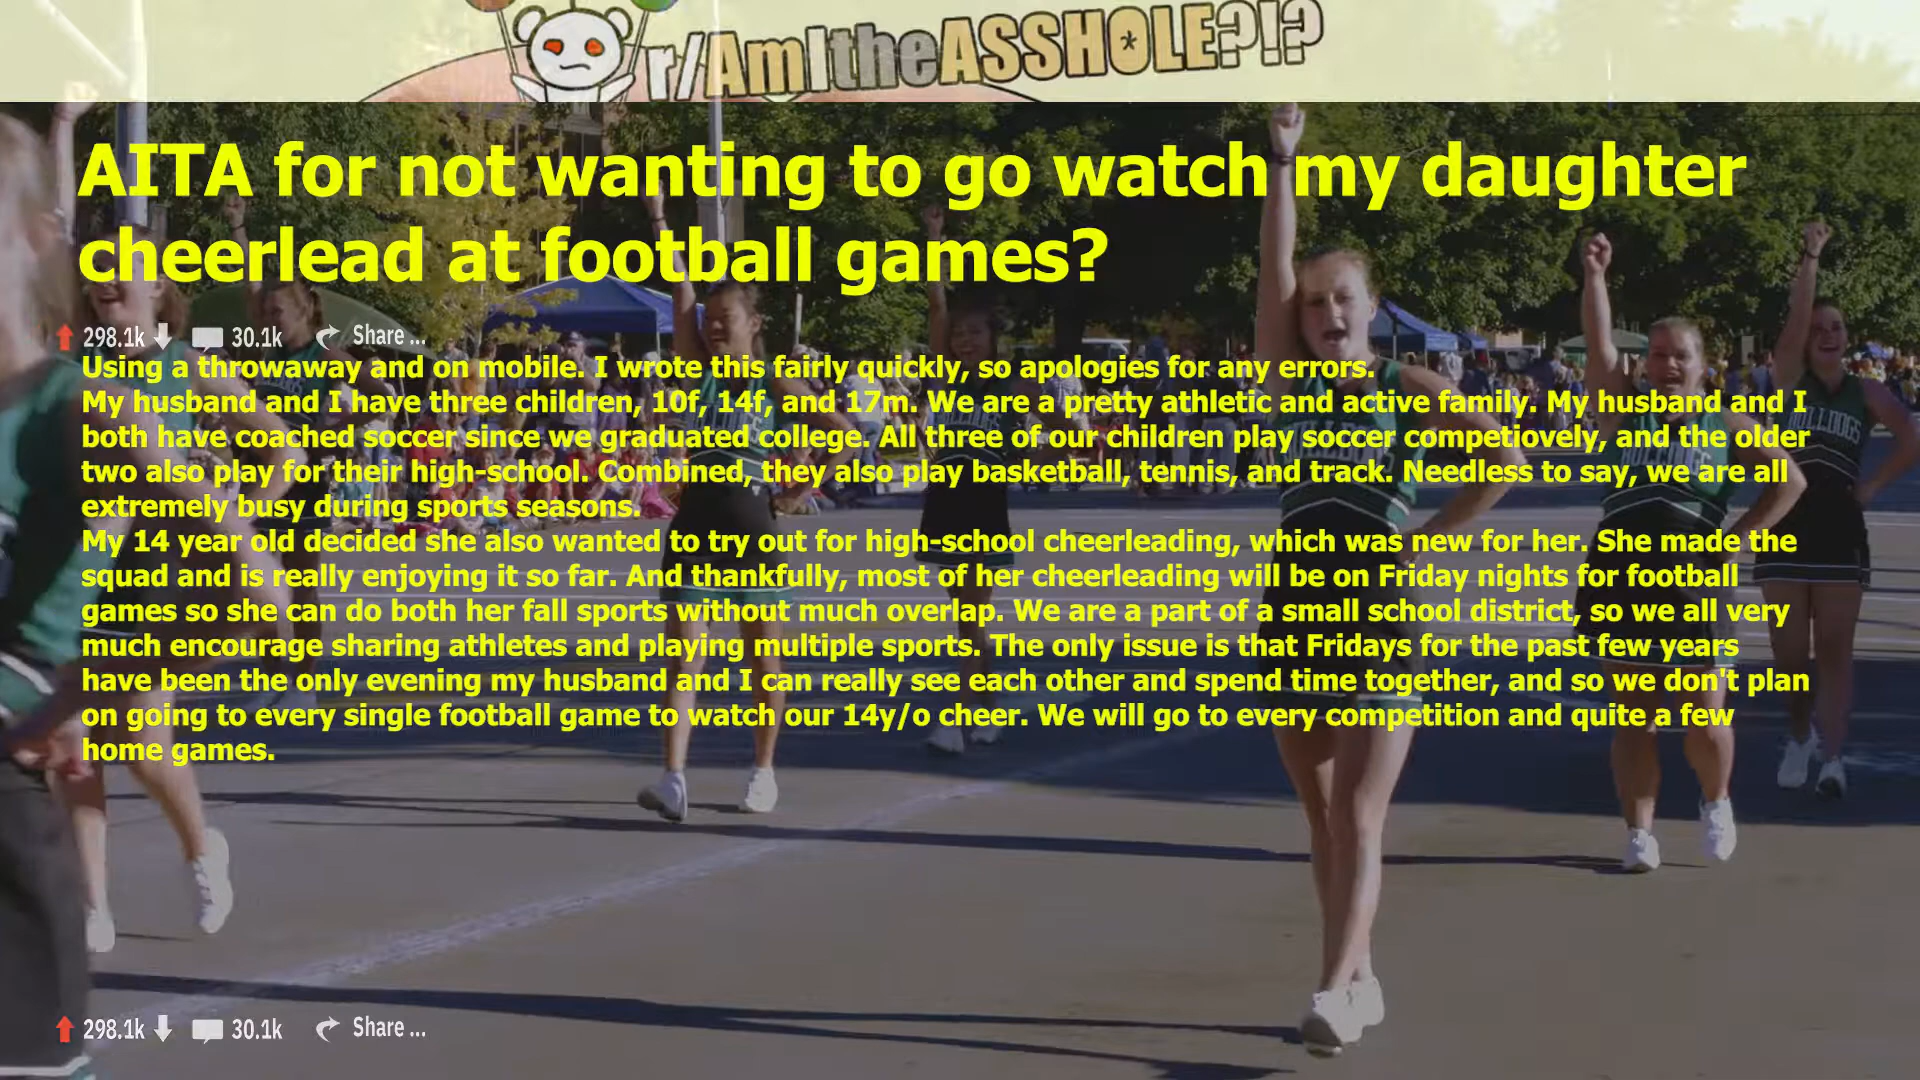 r/AmItheASSH*LE?!?
AITA for not wanting to go watch my daughter
cheerlead at football games?
298.1k 30.1k Share ...
Using a throwaway and on mobile. I wrote this fairly quickly, so apologies for any errors.
My husband and I have three children, 10f, 14f, and 17m. We are a pretty athletic and active family. My husband and I
both have coached soccer since we graduated college. All three of our children play soccer competiovely, and the older
two also play for their high-school. Combined, they also play basketball, tennis, and track. Needless to say, we are all
extremely busy during sports seasons.
My 14 year old decided she also wanted to try out for high-school cheerleading, which was new for her. She made the
squad and is really enjoying it so far. And thankfully, most of her cheerleading will be on Friday nights for football
games so she can do both her fall sports without much overlap. We are a part of a small school district, so we all very
much encourage sharing athletes and playing multiple sports. The only issue is that Fridays for the past few years
have been the only evening my husband and I can really see each other and spend time together, and so we don't plan
on going to every single football game to watch our 14y/o cheer. We will go to every competition and quite a few
home games.
298.1k 30.1k Share ...